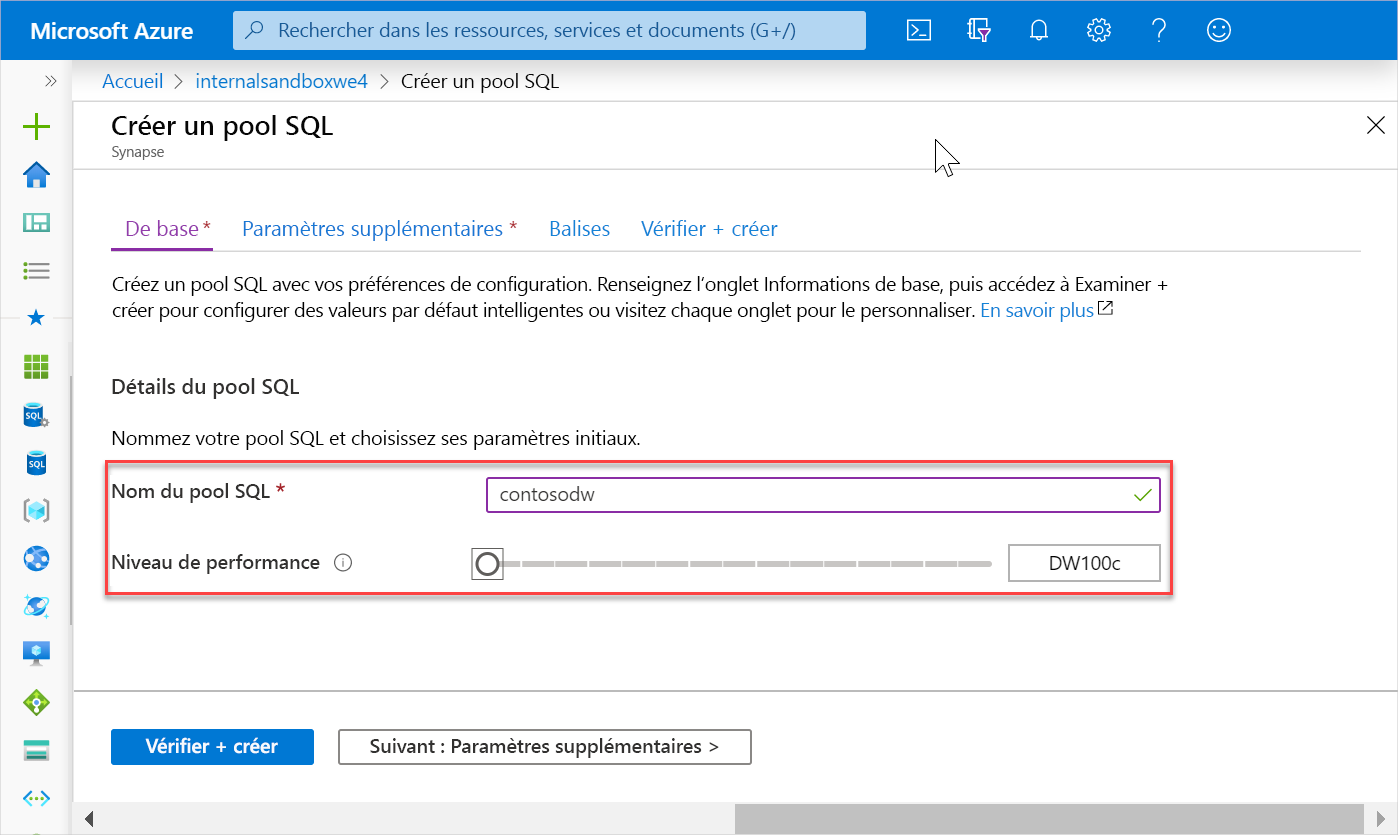 Microsoft Azure
Rechercher dans les ressources, services et documents (G+/)
Accueil > internalsandboxwe4 > Créer un pool SQL
Créer un pool SQL
Synapse
De base *
Paramètres supplémentaires *
Balises
Vérifier + créer
Créez un pool SQL avec vos préférences de configuration. Renseignez l’onglet Informations de base, puis accédez à Examiner +
créer pour configurer des valeurs par défaut intelligentes ou visitez chaque onglet pour le personnaliser. En savoir plus
Détails du pool SQL
Nommez votre pool SQL et choisissez ses paramètres initiaux.
SQL
SQL
Nom du pool SQL *
contosodw
Niveau de performance
DW100c
Vérifier + créer
Suivant : Paramètres supplémentaires >